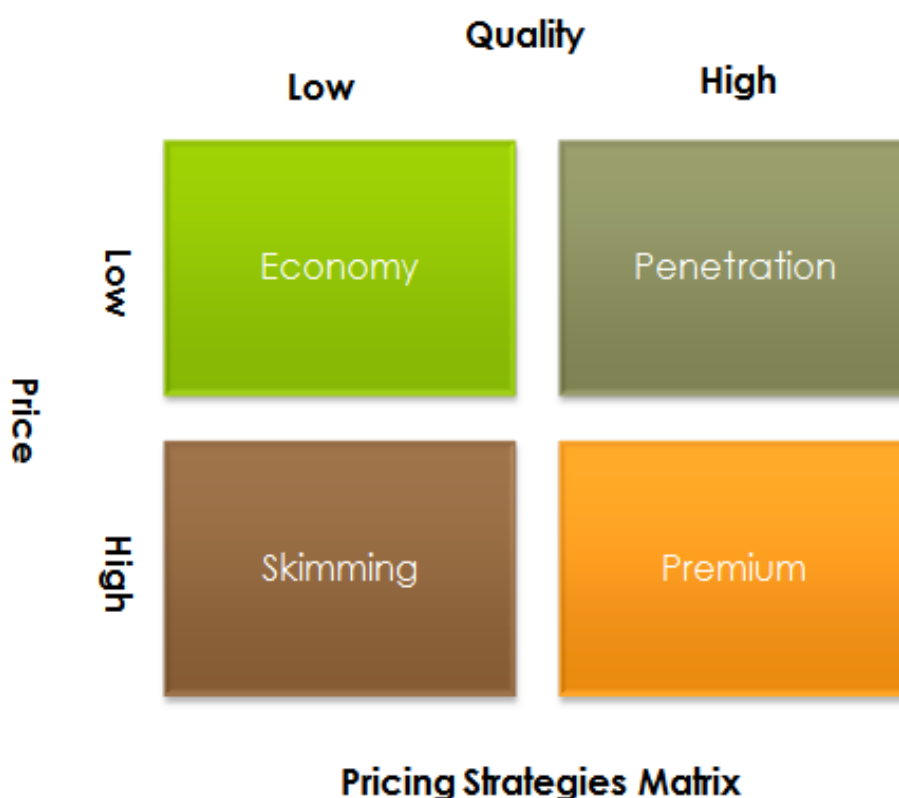 Quality
Low High
Low
Economy Penetration
Price
High
Skimming Premium
Pricing Strategies Matrix